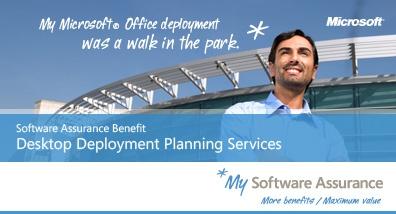 My Microsoft® Office deployment
was a walk in the park.*
Microsoft®
Software Assurance Benefit
Desktop Deployment Planning Services
*My Software Assurance
More benefits / Maximum value